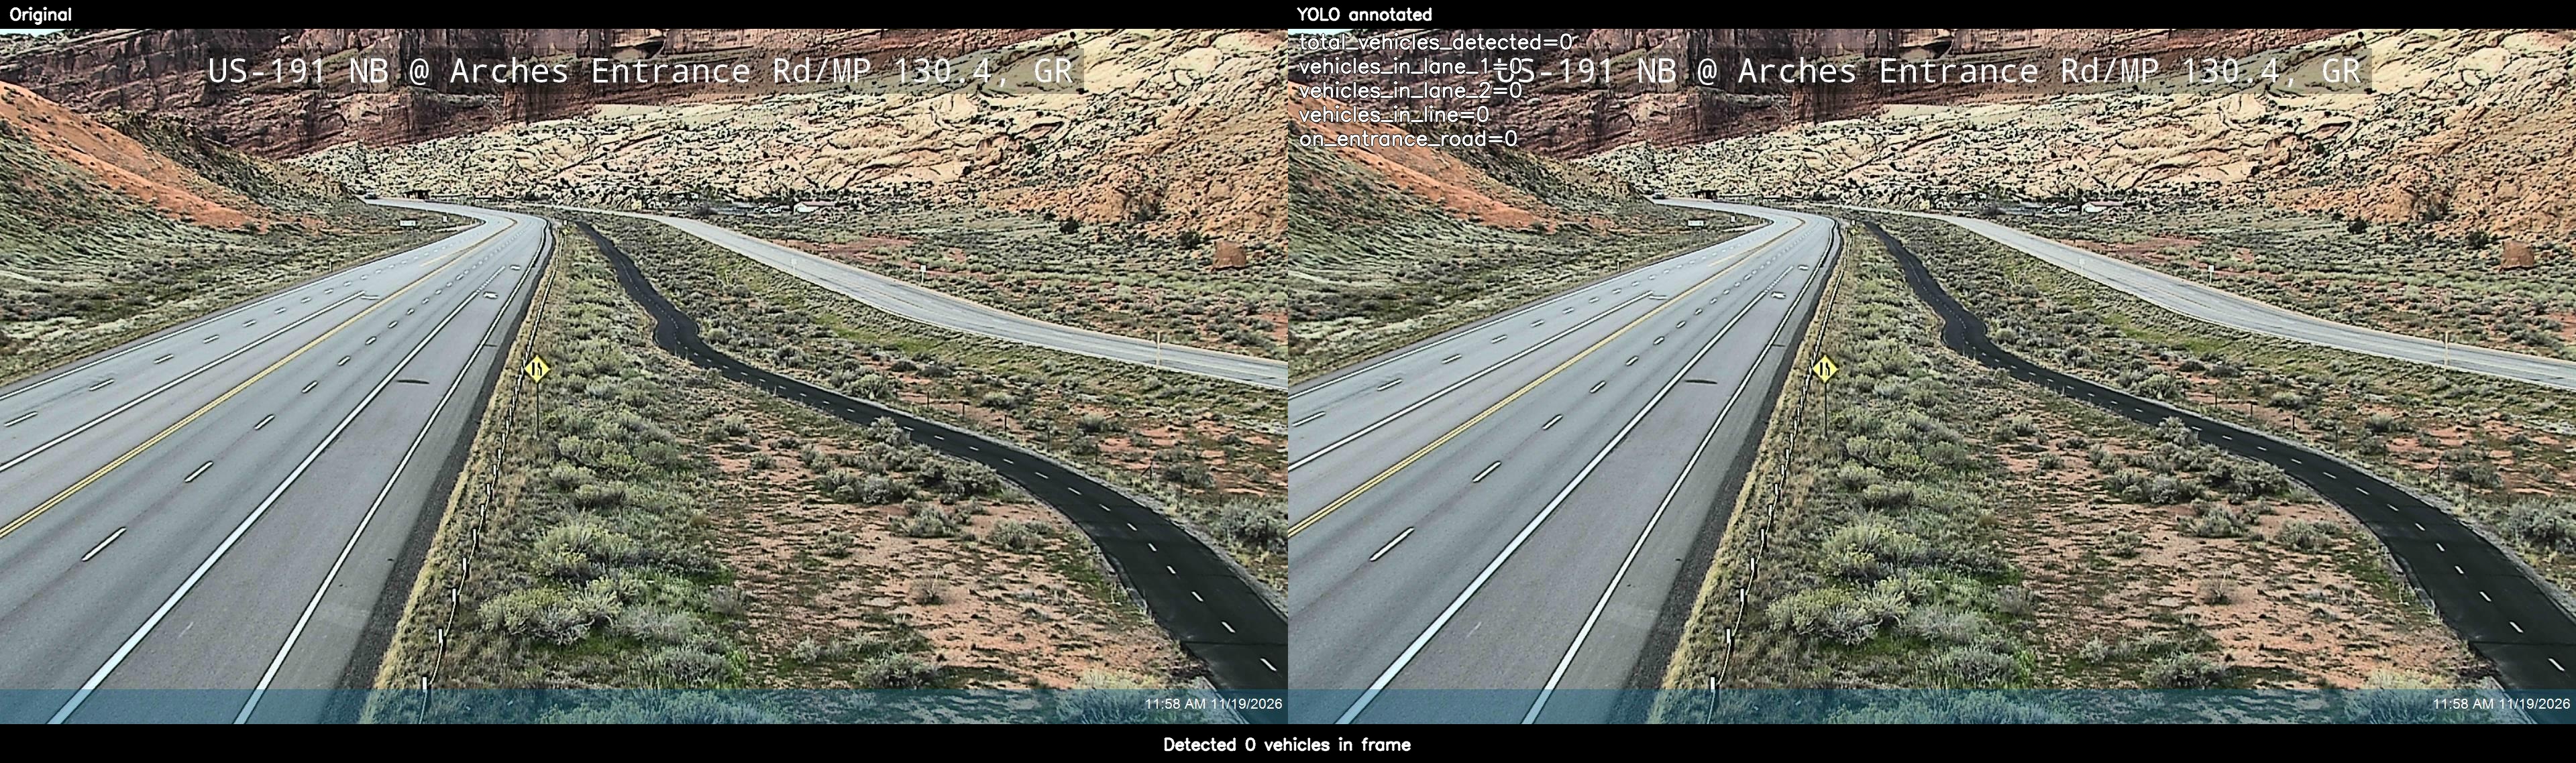 Original
US-191 NB @ Arches Entrance Rd/MP 130.4, GR
11:58 AM 11/19/2026
YOLO annotated
total_vehicles_detected=0
vehicles_in_lane_1=0
US-191 NB @ Arches Entrance Rd/MP 130.4, GR
vehicles_in_lane_2=0
vehicles_in_line=0
on_entrance_road=0
11:58 AM 11/19/2026
Detected 0 vehicles in frame